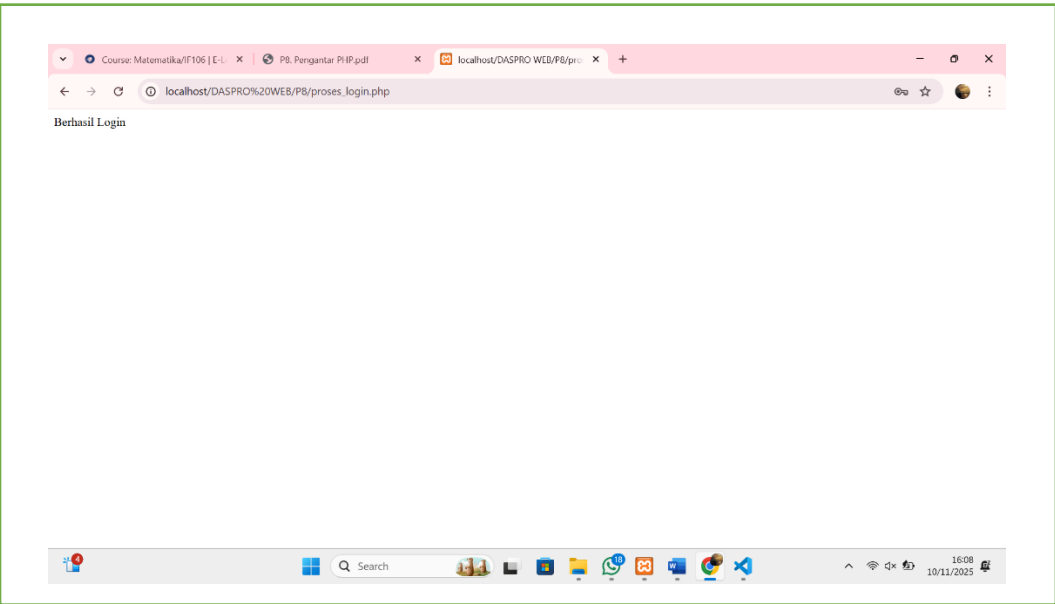 Course: Matematika/IF106 | E-L
P8. Pengantar PHP.pdf
localhost/DASPRO WEB/P8/pro
localhost/DASPRO%20WEB/P8/proses_login.php
Berhasil Login
4
Search
18
16:08
10/11/2025